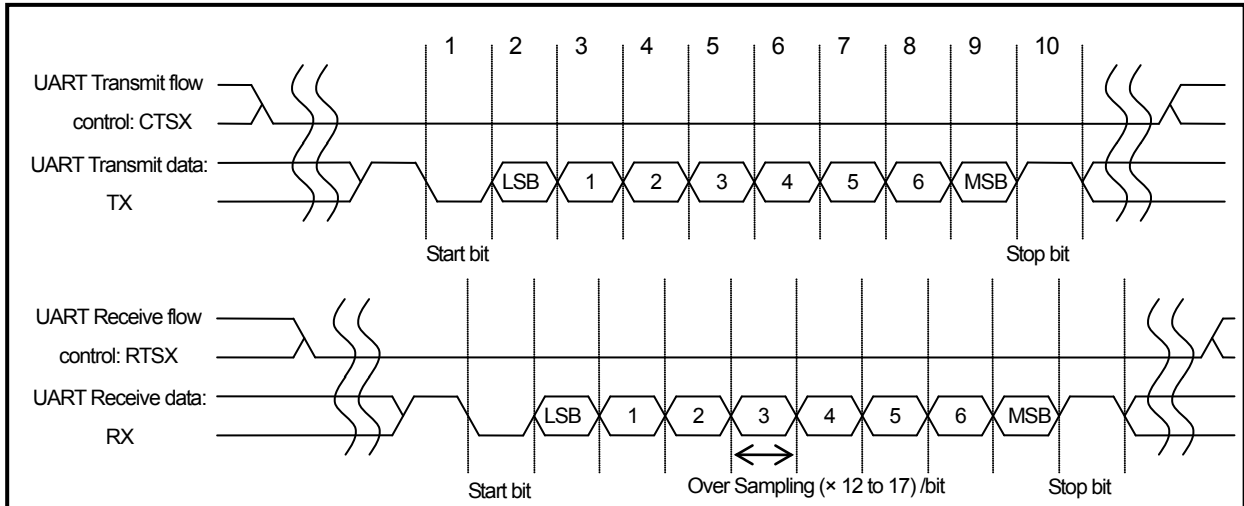 1 2 3 4 5 6 7 8 9 10
UART Transmit flow
control: CTSX
UART Transmit data:
TX
LSB 1 2 3 4 5 6 MSB
Start bit Stop bit
UART Receive flow
control: RTSX
UART Receive data:
RX
LSB 1 2 3 4 5 6 MSB
Start bit Over Sampling (× 12 to 17) /bit Stop bit